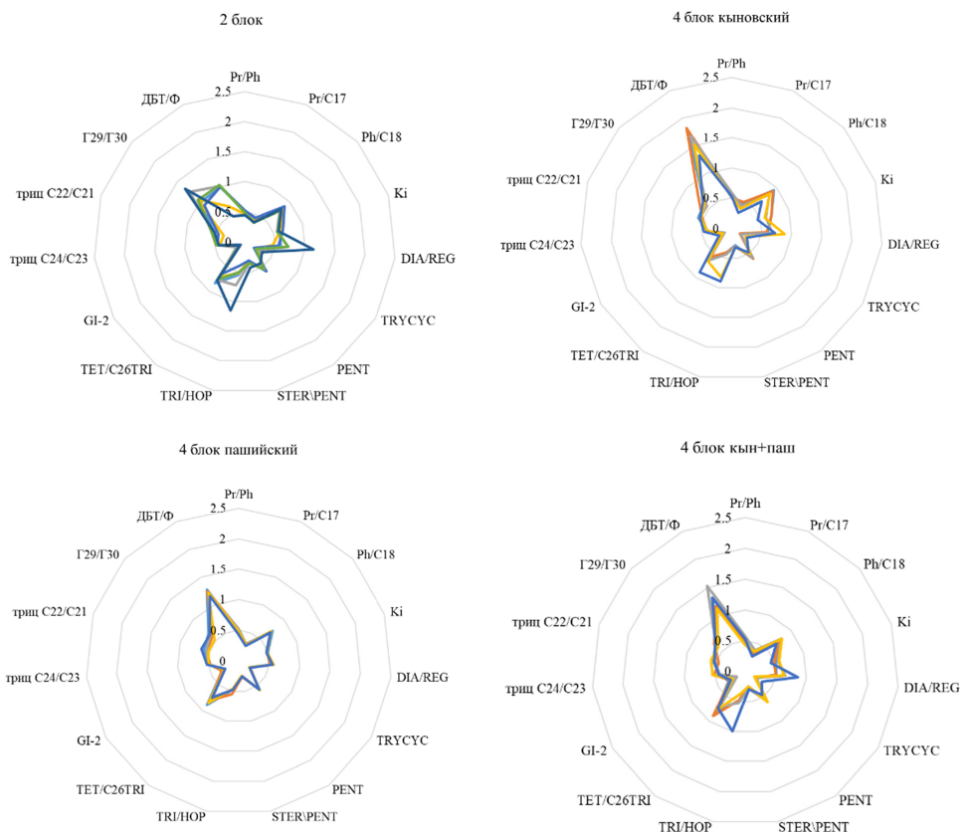 2 блок
Pr/Ph
2.5
2
1.5
1
0.5
0
Pr/C17
Ph/C18
Ki
DIA/REG
TRYCYC
PENT
STER\PENT
TRI/HOP
TET/C26TRI
GI-2
триц C24/C23
триц C22/C21
Г29/Г30
ДБТ/Ф
4 блок кыновский
Pr/Ph
2.5
2
1.5
1
0.5
0
Pr/C17
Ph/C18
Ki
DIA/REG
TRYCYC
PENT
STER\PENT
TRI/HOP
TET/C26TRI
GI-2
триц C24/C23
триц C22/C21
Г29/Г30
ДБТ/Ф
4 блок пашийский
Pr/Ph
2.5
2
1.5
1
0.5
0
Pr/C17
Ph/C18
Ki
DIA/REG
TRYCYC
PENT
STER\PENT
TRI/HOP
TET/C26TRI
GI-2
триц C24/C23
триц C22/C21
Г29/Г30
ДБТ/Ф
4 блок кын+паш
Pr/Ph
2.5
2
1.5
1
0.5
0
Pr/C17
Ph/C18
Ki
DIA/REG
TRYCYC
PENT
STER\PENT
TRI/HOP
TET/C26TRI
GI-2
триц C24/C23
триц C22/C21
Г29/Г30
ДБТ/Ф